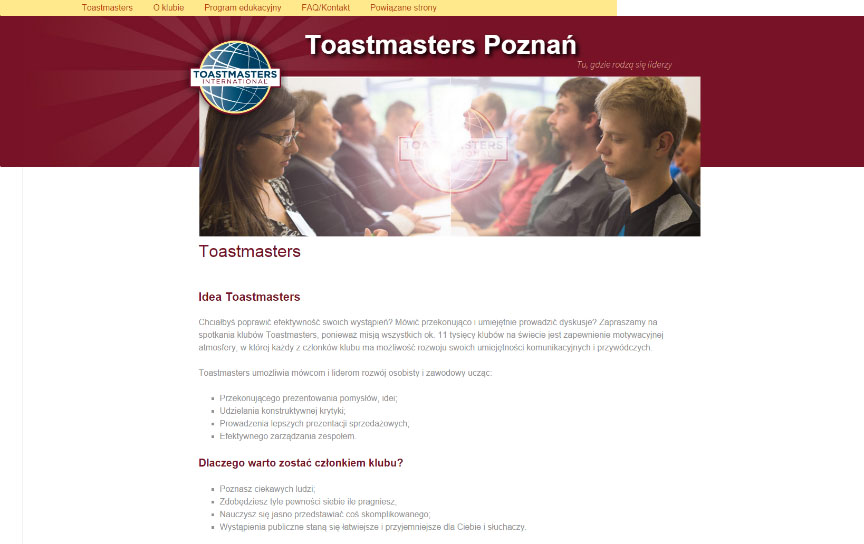 Toastmasters O klubie Program edukacyjny FAQ/Kontakt Powiązane strony
Toastmasters Poznań
Tu, gdzie rodzą się liderzy
TOASTMASTERS
INTERNATIONAL
TOASTMASTERS
INTERNATIONAL
Toastmasters
Idea Toastmasters
Chciałbyś poprawić efektywność swoich wystąpień? Mówić przekonująco i umiejętnie prowadzić dyskusje? Zapraszamy na
spotkania klubów Toastmasters, ponieważ misją wszystkich ok. 11 tysięcy klubów na świecie jest zapewnienie motywacyjnej
atmosfery, w której każdy z członków klubu ma możliwość rozwoju swoich umiejętności komunikacyjnych i przywódczych.
Toastmasters umożliwia mówcom i liderom rozwój osobisty i zawodowy ucząc:
Przekonującego prezentowania pomysłów, idei;
Udzielania konstruktywnej krytyki;
Prowadzenia lepszych prezentacji sprzedażowych;
Efektywnego zarządzania zespołem.
Dlaczego warto zostać członkiem klubu?
Poznasz ciekawych ludzi;
Zdobędziesz tyle pewności siebie ile pragniesz;
Nauczysz się jasno przedstawiać coś skomplikowanego;
Wystąpienia publiczne staną się łatwiejsze i przyjemniejsze dla Ciebie i słuchaczy;